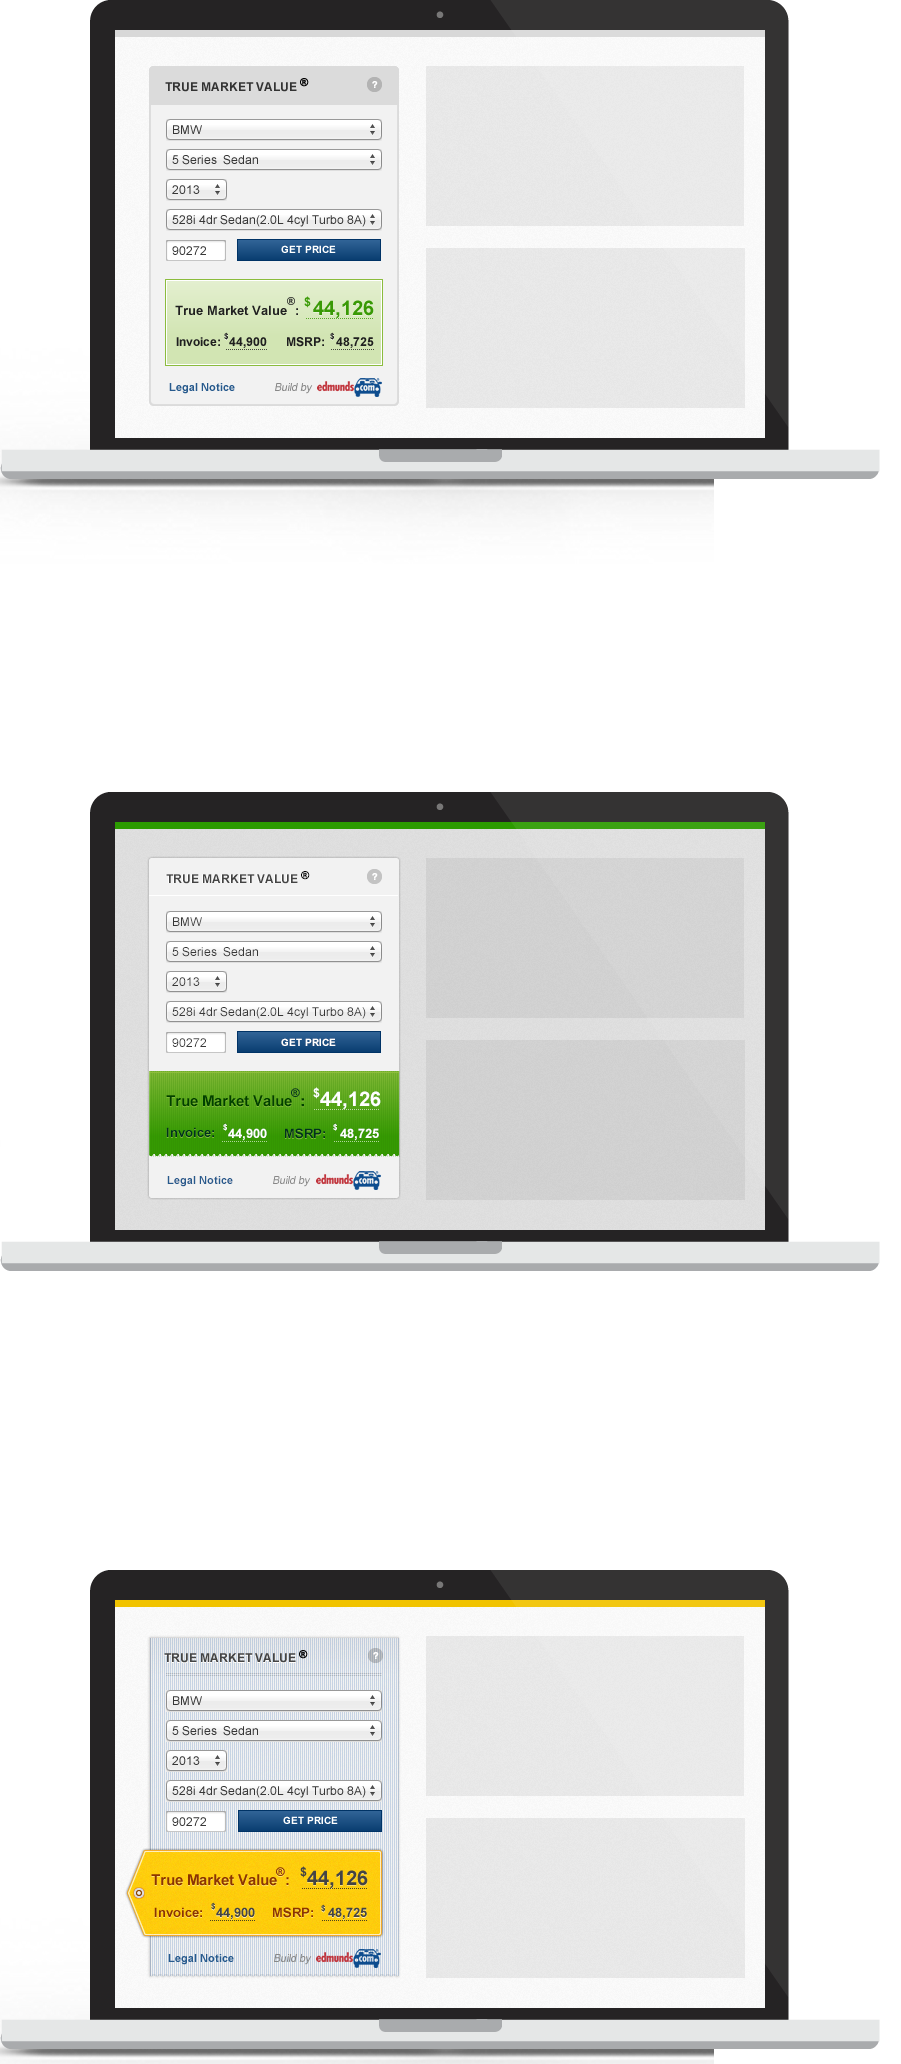 TRUE MARKET VALUE ® ?
BMW
5 Series Sedan
2013
528i 4dr Sedan(2.0L 4cyl Turbo 8A)
90272 GET PRICE
True Market Value®: $44,126
Invoice: $44,900 MSRP: $48,725
Legal Notice Build by edmunds.com
TRUE MARKET VALUE ® ?
BMW
5 Series Sedan
2013
528i 4dr Sedan(2.0L 4cyl Turbo 8A)
90272 GET PRICE
True Market Value®: $44,126
Invoice: $44,900 MSRP: $48,725
Legal Notice Build by edmunds.com
TRUE MARKET VALUE ® ?
BMW
5 Series Sedan
2013
528i 4dr Sedan(2.0L 4cyl Turbo 8A)
90272 GET PRICE
True Market Value®: $44,126
Invoice: $44,900 MSRP: $48,725
Legal Notice Build by edmunds.com